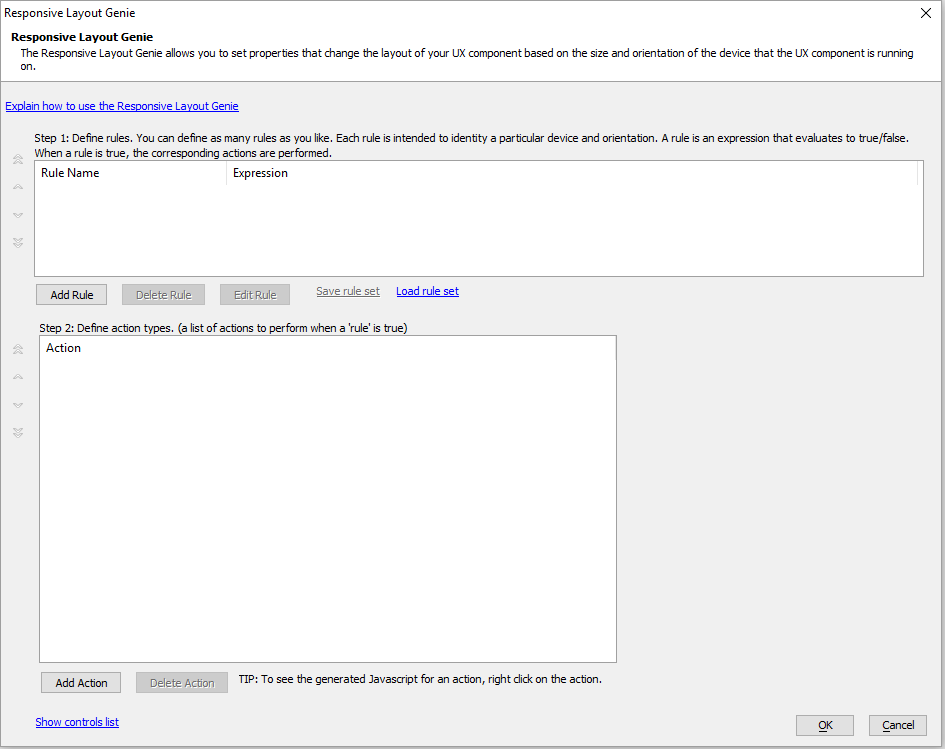 Responsive Layout Genie
Responsive Layout Genie
The Responsive Layout Genie allows you to set properties that change the layout of your UX component based on the size and orientation of the device that the UX component is running
on.
Explain how to use the Responsive Layout Genie
Step 1: Define rules. You can define as many rules as you like. Each rule is intended to identity a particular device and orientation. A rule is an expression that evaluates to true/false.
When a rule is true, the corresponding actions are performed.
Rule Name Expression
Add Rule Delete Rule Edit Rule Save rule set Load rule set
Step 2: Define action types. (a list of actions to perform when a 'rule' is true)
Action
Add Action Delete Action TIP: To see the generated Javascript for an action, right click on the action.
Show controls list
OK Cancel